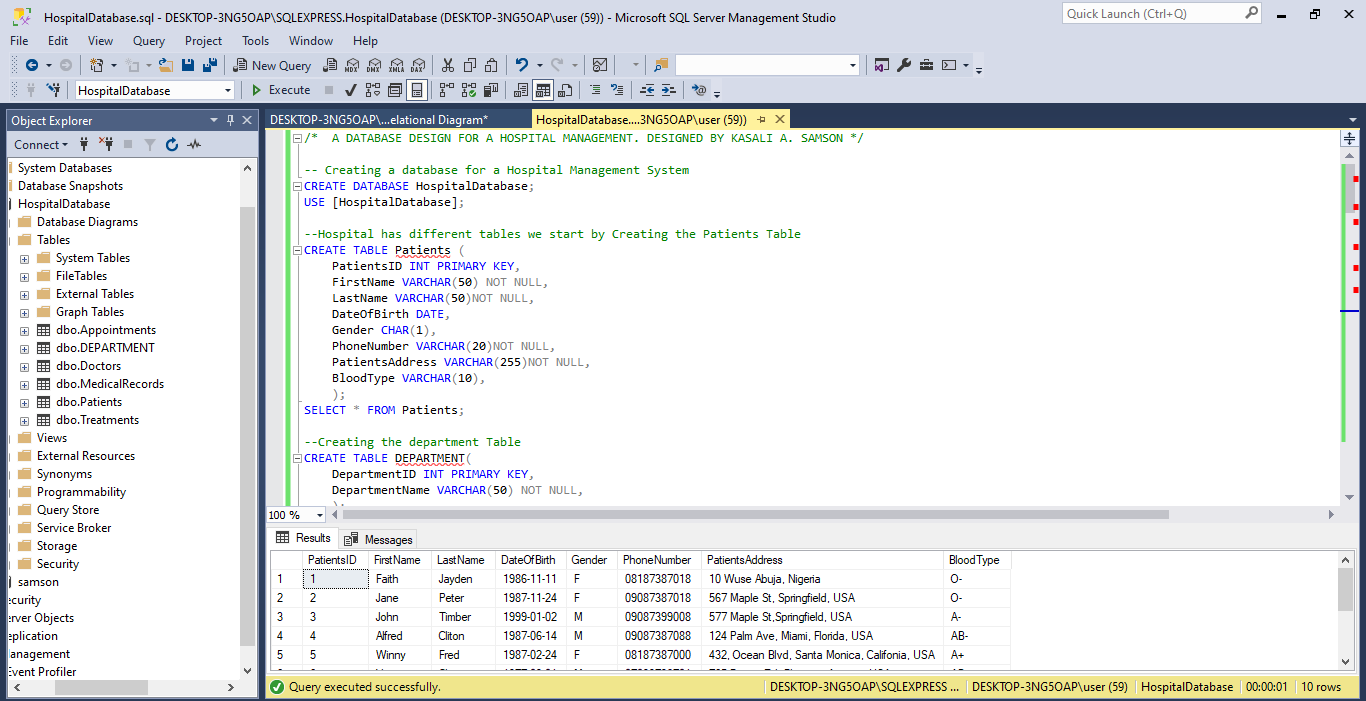 HospitalDatabase.sql - DESKTOP-3NG5OAP\SQLEXPRESS.HospitalDatabase (DESKTOP-3NG5OAP\user (59)) - Microsoft SQL Server Management Studio
Quick Launch (Ctrl+Q)
File Edit View Query Project Tools Window Help
New Query MDX DMX XMLA DAX
HospitalDatabase Execute
Object Explorer
Connect
System Databases
Database Snapshots
HospitalDatabase
Database Diagrams
Tables
System Tables
FileTables
External Tables
Graph Tables
dbo.Appointments
dbo.DEPARTMENT
dbo.Doctors
dbo.MedicalRecords
dbo.Patients
dbo.Treatments
Views
External Resources
Synonyms
Programmability
Query Store
Service Broker
Storage
Security
samson
ecurity
erver Objects
eplication
lanagement
Event Profiler
DESKTOP-3NG5OAP\...elational Diagram*
HospitalDatabase....3NG5OAP\user (59))
/*  A DATABASE DESIGN FOR A HOSPITAL MANAGEMENT. DESIGNED BY KASALI A. SAMSON */
-- Creating a database for a Hospital Management System
CREATE DATABASE HospitalDatabase;
USE [HospitalDatabase];
--Hospital has different tables we start by Creating the Patients Table
CREATE TABLE Patients (
PatientsID INT PRIMARY KEY,
FirstName VARCHAR(50) NOT NULL,
LastName VARCHAR(50)NOT NULL,
DateOfBirth DATE,
Gender CHAR(1),
PhoneNumber VARCHAR(20)NOT NULL,
PatientsAddress VARCHAR(255)NOT NULL,
BloodType VARCHAR(10),
);
SELECT * FROM Patients;
--Creating the department Table
CREATE TABLE DEPARTMENT(
DepartmentID INT PRIMARY KEY,
DepartmentName VARCHAR(50) NOT NULL,
100 %
Results Messages
PatientsID FirstName LastName DateOfBirth Gender PhoneNumber PatientsAddress BloodType
1 1 Faith Jayden 1986-11-11 F 08187387018 10 Wuse Abuja, Nigeria O-
2 2 Jane Peter 1987-11-24 F 09087387018 567 Maple St, Springfield, USA O-
3 3 John Timber 1999-01-02 M 09087399008 577 Maple St,Springfield, USA A-
4 4 Alfred Cliton 1987-06-14 M 09087387088 124 Palm Ave, Miami, Florida, USA AB-
5 5 Winny Fred 1987-02-24 F 08187387000 432, Ocean Blvd, Santa Monica, Califonia, USA A+
Query executed successfully.
DESKTOP-3NG5OAP\SQLEXPRESS ... DESKTOP-3NG5OAP\user (59) HospitalDatabase 00:00:01 10 rows